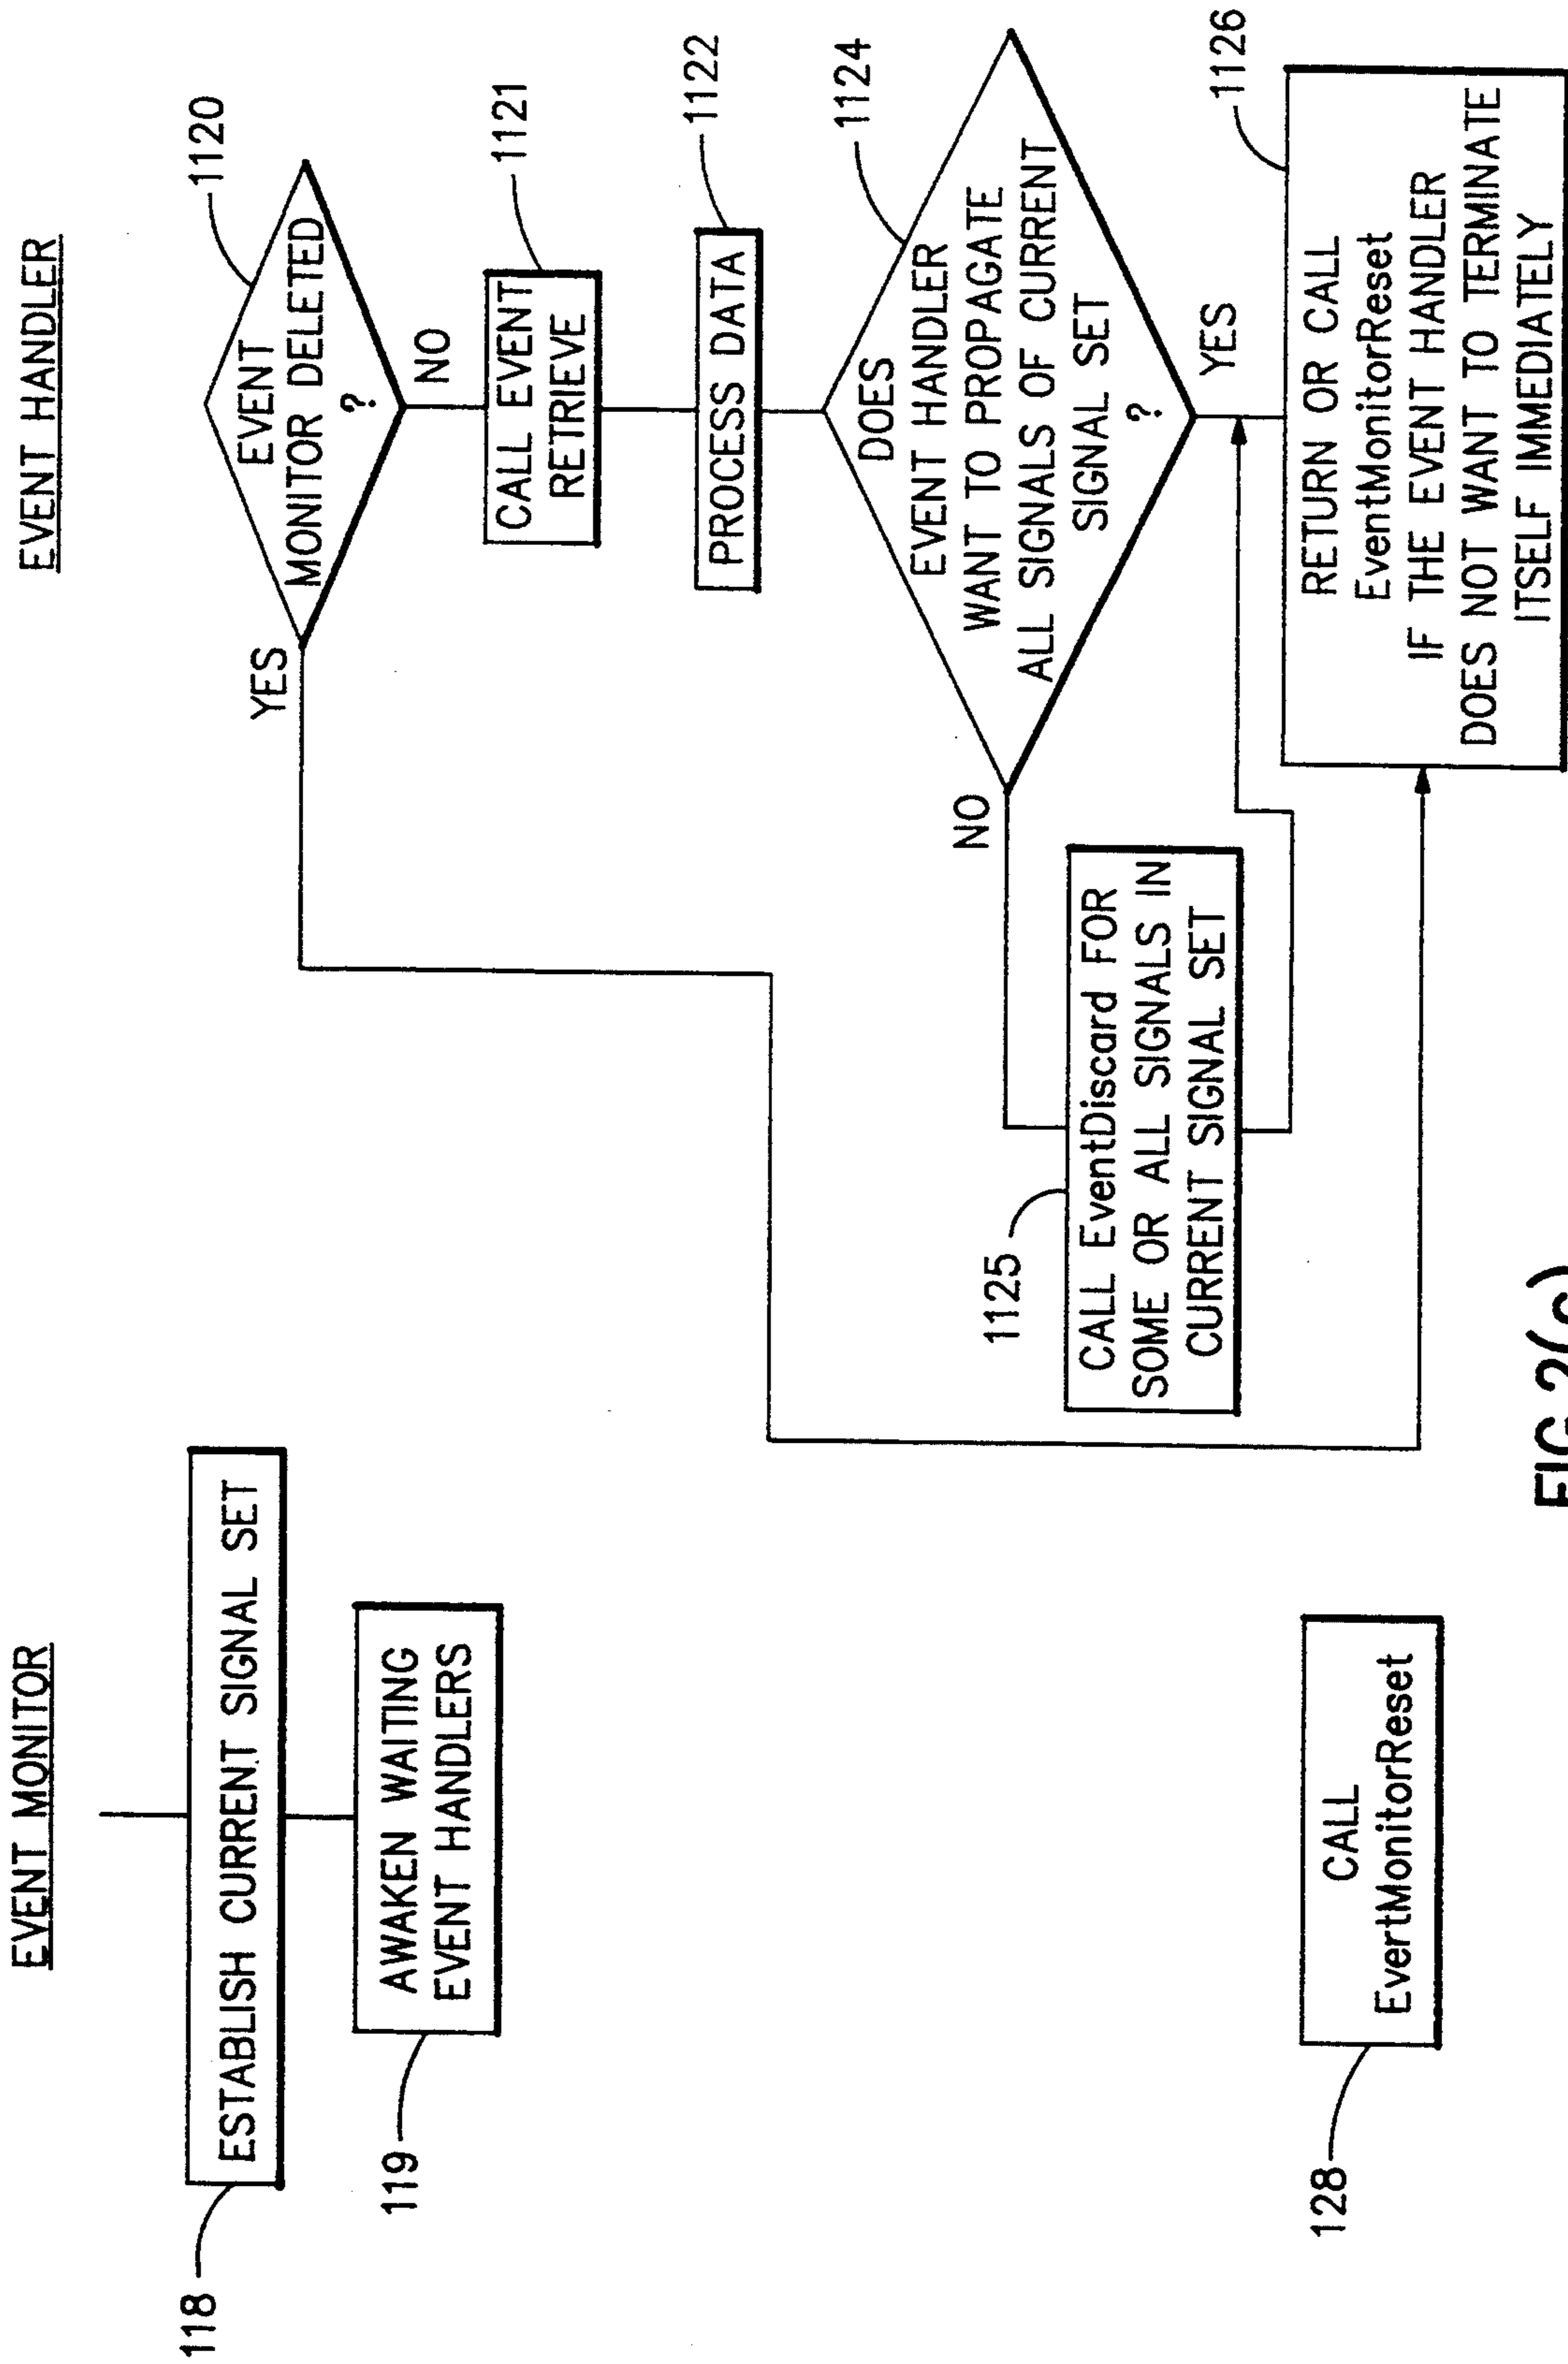 EVENT MONITOR
118
ESTABLISH CURRENT SIGNAL SET
119
AWAKEN WAITING
EVENT HANDLERS
128
CALL
EvertMonitorReset
EVENT HANDLER
1120
EVENT
MONITOR DELETED
?
YES
NO
1121
CALL EVENT
RETRIEVE
1122
PROCESS DATA
1124
DOES
EVENT HANDLER
WANT TO PROPAGATE
ALL SIGNALS OF CURRENT
SIGNAL SET
?
NO
YES
1125
CALL EventDiscard FOR
SOME OR ALL SIGNALS IN
CURRENT SIGNAL SET
1126
RETURN OR CALL
EventMonitorReset
IF THE EVENT HANDLER
DOES NOT WANT TO TERMINATE
ITSELF IMMEDIATELY